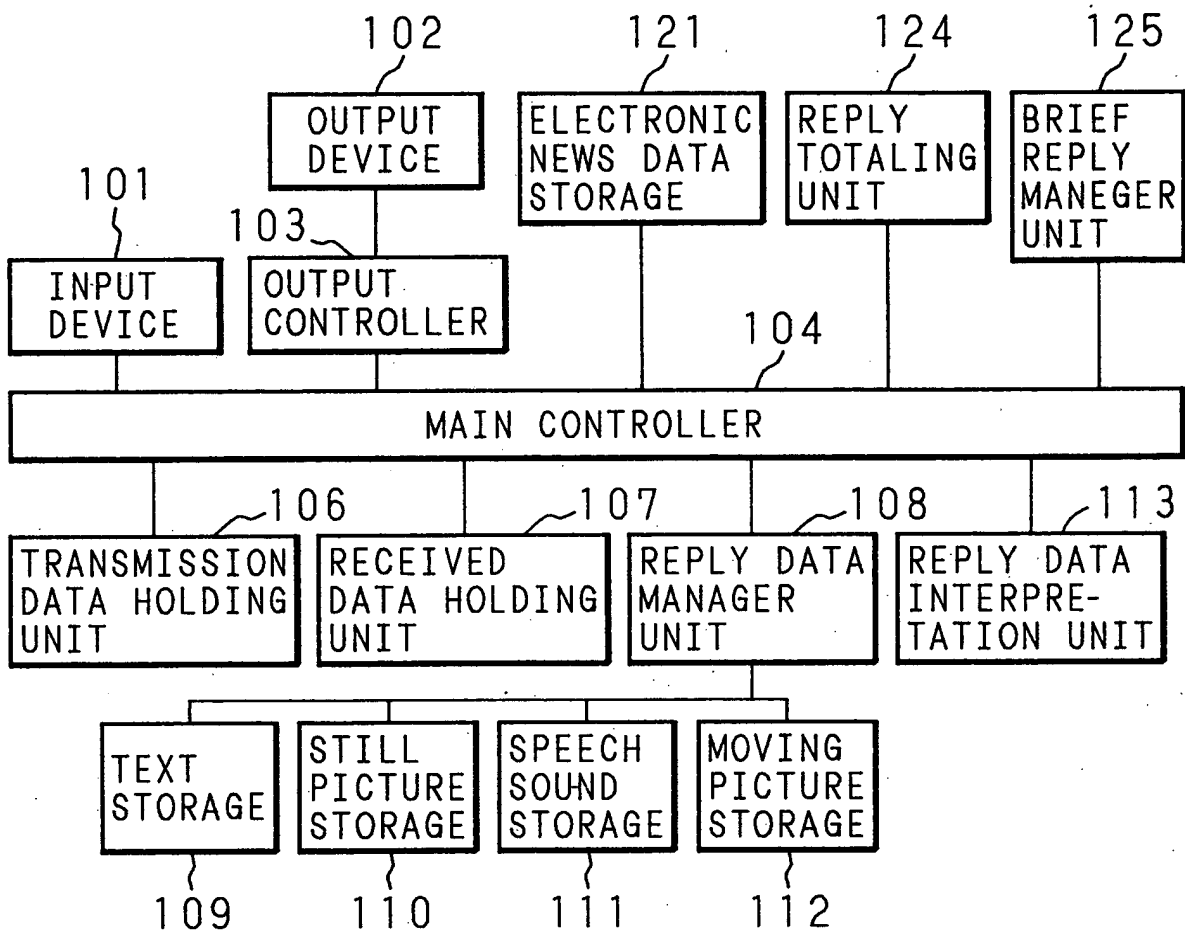 102
121
124
125
OUTPUT
DEVICE
ELECTRONIC
NEWS DATA
STORAGE
REPLY
TOTALING
UNIT
BRIEF
REPLY
MANEGER
UNIT
101
103
INPUT
DEVICE
OUTPUT
CONTROLLER
104
MAIN CONTROLLER
106
107
108
113
TRANSMISSION
DATA HOLDING
UNIT
RECEIVED
DATA HOLDING
UNIT
REPLY DATA
MANAGER
UNIT
REPLY DATA
INTERPRE-
TATION UNIT
TEXT
STORAGE
STILL
PICTURE
STORAGE
SPEECH
SOUND
STORAGE
MOVING
PICTURE
STORAGE
109
110
111
112